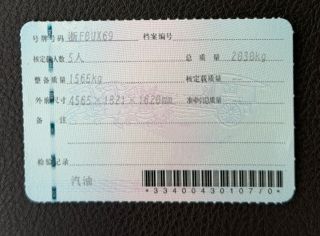 号牌号码 浙F8UX69 档案编号
核定载人数 5人 总质量 2030kg
整备质量 1565kg 核定载质量 --
外廓尺寸 4565×1821×1620mm 准牵引总质量 --
备注
检验记录
汽油
*3340043010707*